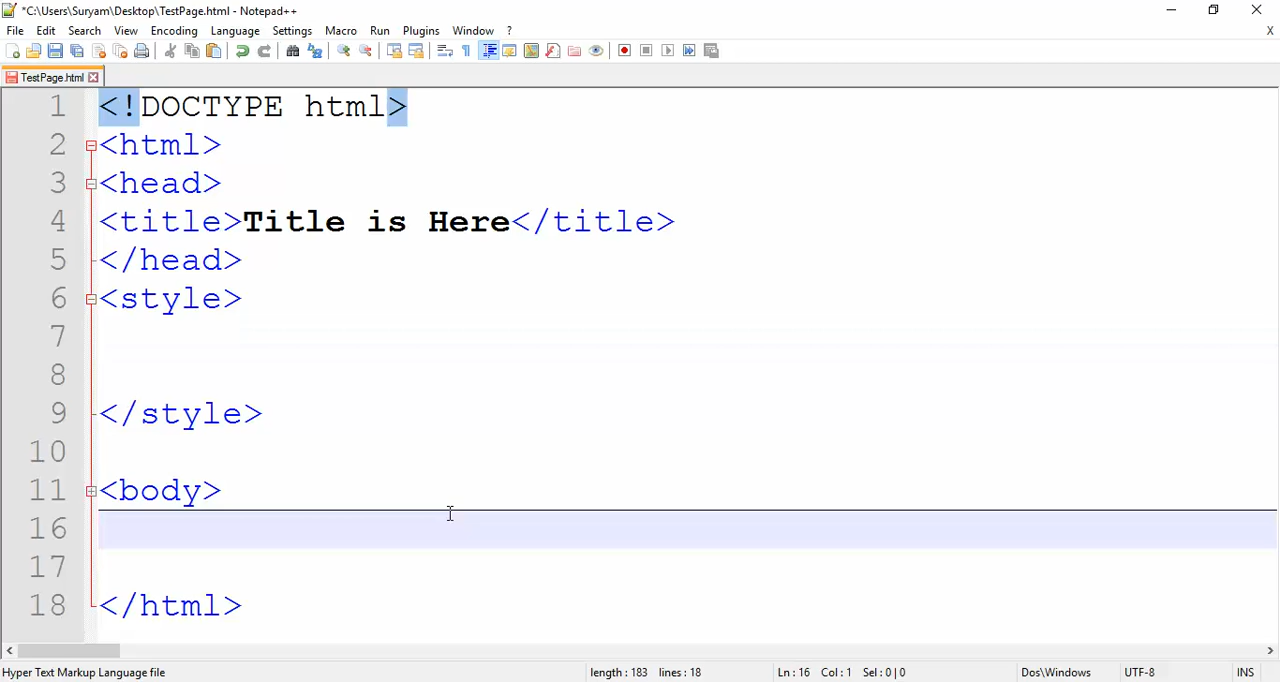 *C:\Users\Suryam\Desktop\TestPage.html - Notepad++
File Edit Search View Encoding Language Settings Macro Run Plugins Window ? X
TestPage.html
1 <!DOCTYPE html>
2 <html>
3 <head>
4 <title>Title is Here</title>
5 </head>
6 <style>
7
8
9 </style>
10
11 <body>
16
17
18 </html>
Hyper Text Markup Language file length : 183 lines : 18 Ln : 16 Col : 1 Sel : 0 | 0 Dos\Windows UTF-8 INS